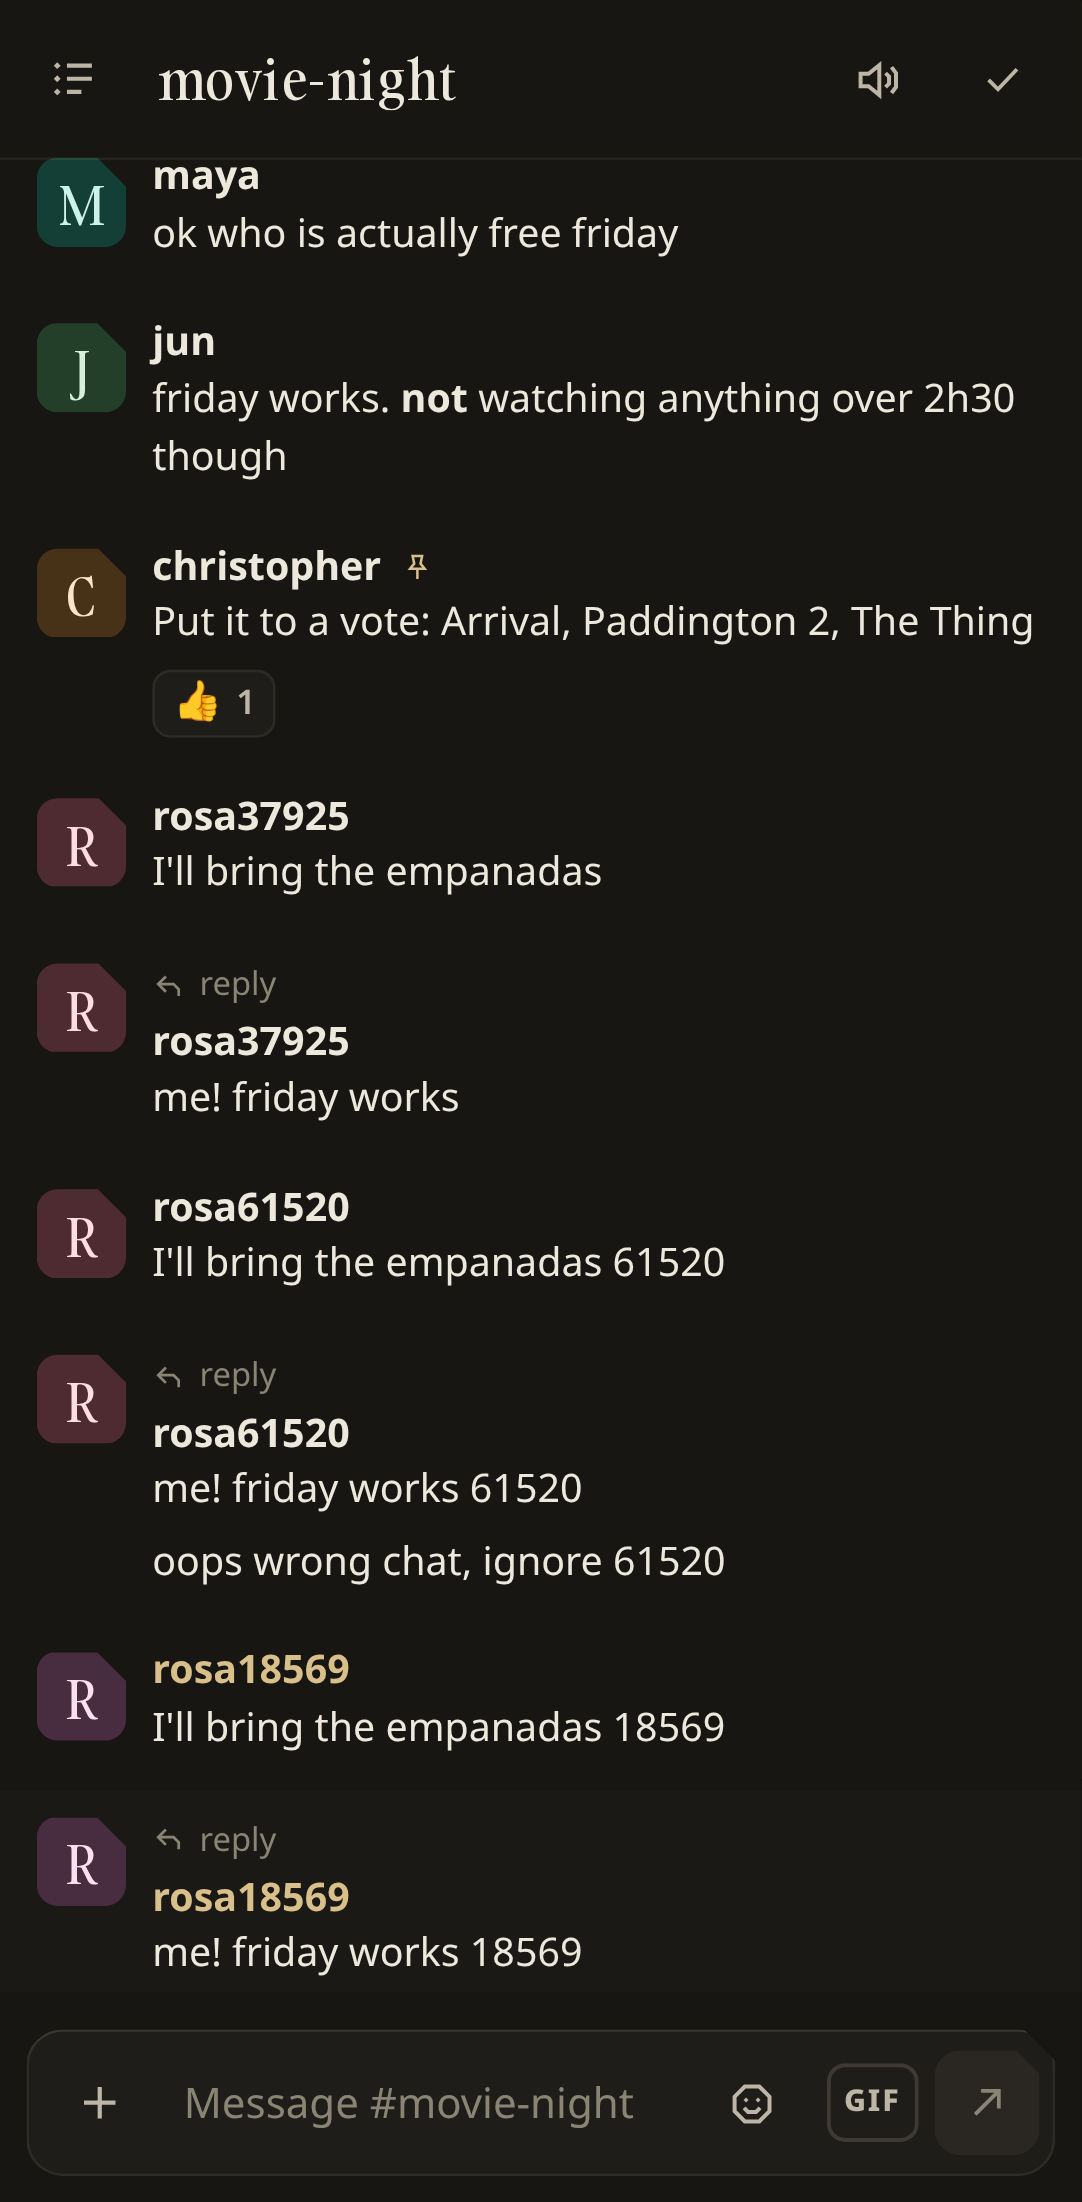 movie-night
M
maya
ok who is actually free friday
J
jun
friday works. not watching anything over 2h30
though
C
christopher
Put it to a vote: Arrival, Paddington 2, The Thing
👍 1
R
rosa37925
I'll bring the empanadas
R
reply
rosa37925
me! friday works
R
rosa61520
I'll bring the empanadas 61520
R
reply
rosa61520
me! friday works 61520
oops wrong chat, ignore 61520
R
rosa18569
I'll bring the empanadas 18569
R
reply
rosa18569
me! friday works 18569
Message #movie-night
GIF